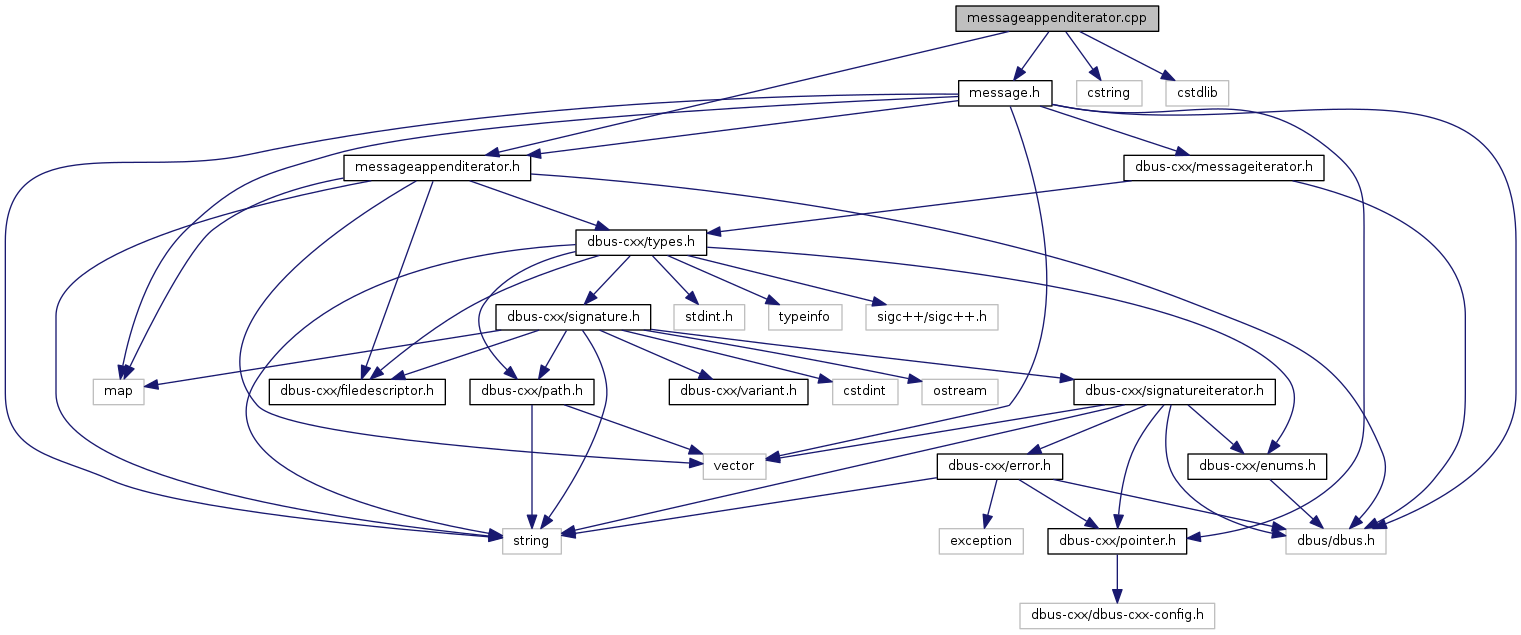 messageappenditerator.cpp
message.h
cstring
cstdlib
messageappenditerator.h
dbus-cxx/messageiterator.h
dbus-cxx/types.h
dbus-cxx/signature.h
stdint.h
typeinfo
sigc++/sigc++.h
map
dbus-cxx/filedescriptor.h
dbus-cxx/path.h
dbus-cxx/variant.h
cstdint
ostream
dbus-cxx/signatureiterator.h
vector
dbus-cxx/error.h
dbus-cxx/enums.h
string
exception
dbus-cxx/pointer.h
dbus/dbus.h
dbus-cxx/dbus-cxx-config.h